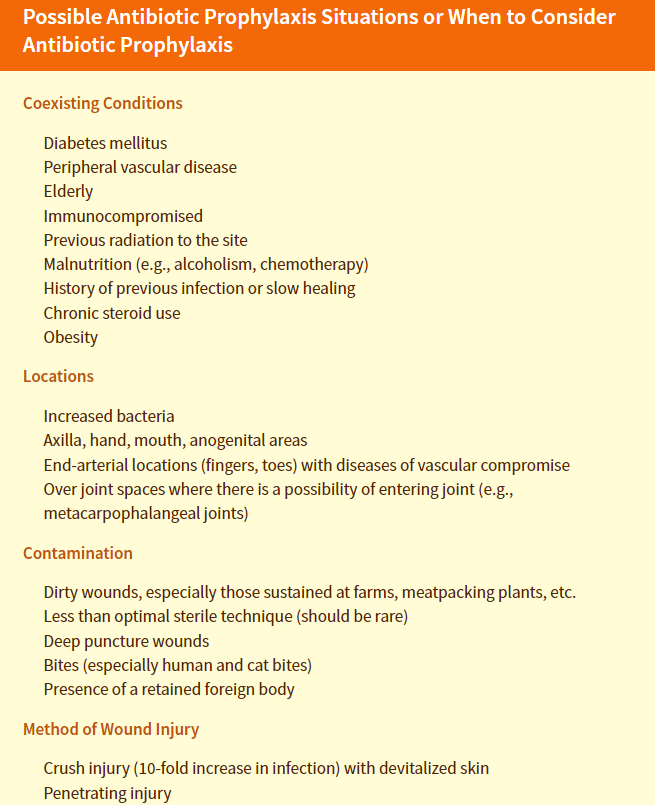 Possible Antibiotic Prophylaxis Situations or When to Consider
Antibiotic Prophylaxis
Coexisting Conditions
Diabetes mellitus
Peripheral vascular disease
Elderly
Immunocompromised
Previous radiation to the site
Malnutrition (e.g., alcoholism, chemotherapy)
History of previous infection or slow healing
Chronic steroid use
Obesity
Locations
Increased bacteria
Axilla, hand, mouth, anogenital areas
End-arterial locations (fingers, toes) with diseases of vascular compromise
Over joint spaces where there is a possibility of entering joint (e.g.,
metacarpophalangeal joints)
Contamination
Dirty wounds, especially those sustained at farms, meatpacking plants, etc.
Less than optimal sterile technique (should be rare)
Deep puncture wounds
Bites (especially human and cat bites)
Presence of a retained foreign body
Method of Wound Injury
Crush injury (10-fold increase in infection) with devitalized skin
Penetrating injury